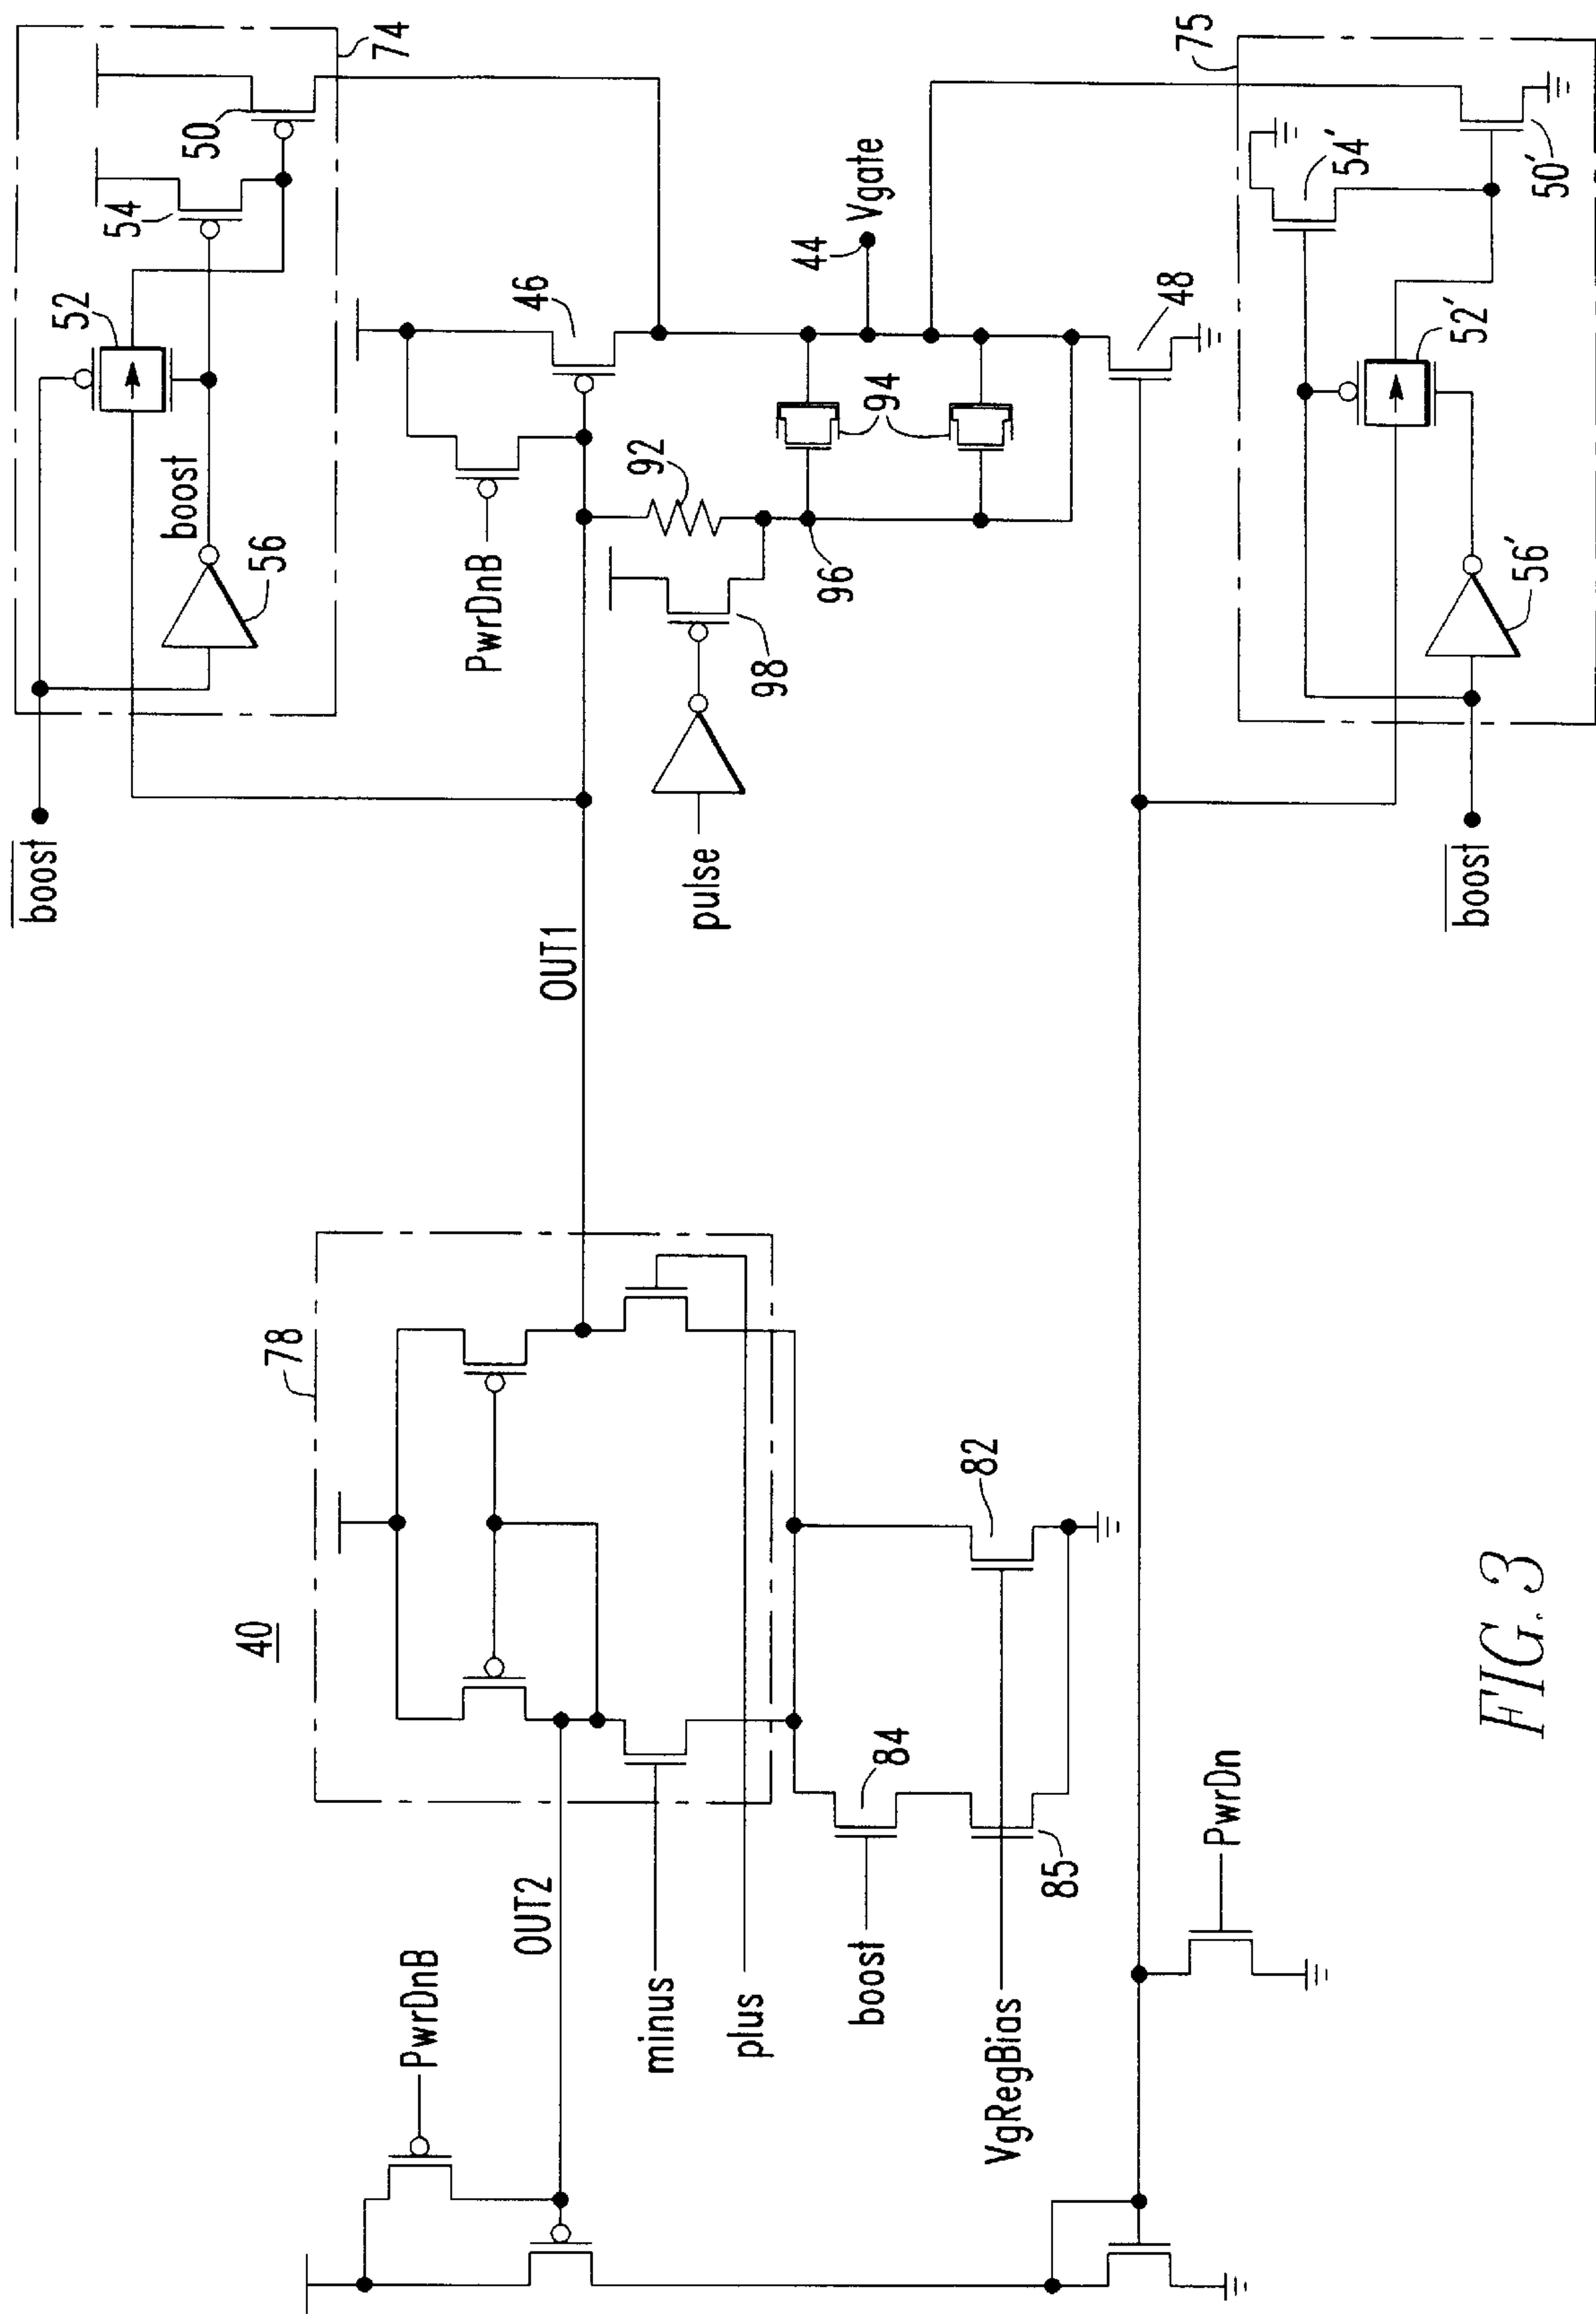 boost
74
52
54
50
boost
56
PwrDnB
46
OUT1
92
44
Vgate
94
pulse
98
96
48
75
54'
52'
50'
56'
boost
40
78
PwrDnB
OUT2
minus
plus
84
82
boost
85
VgRegBias
PwrDn
FIG. 3